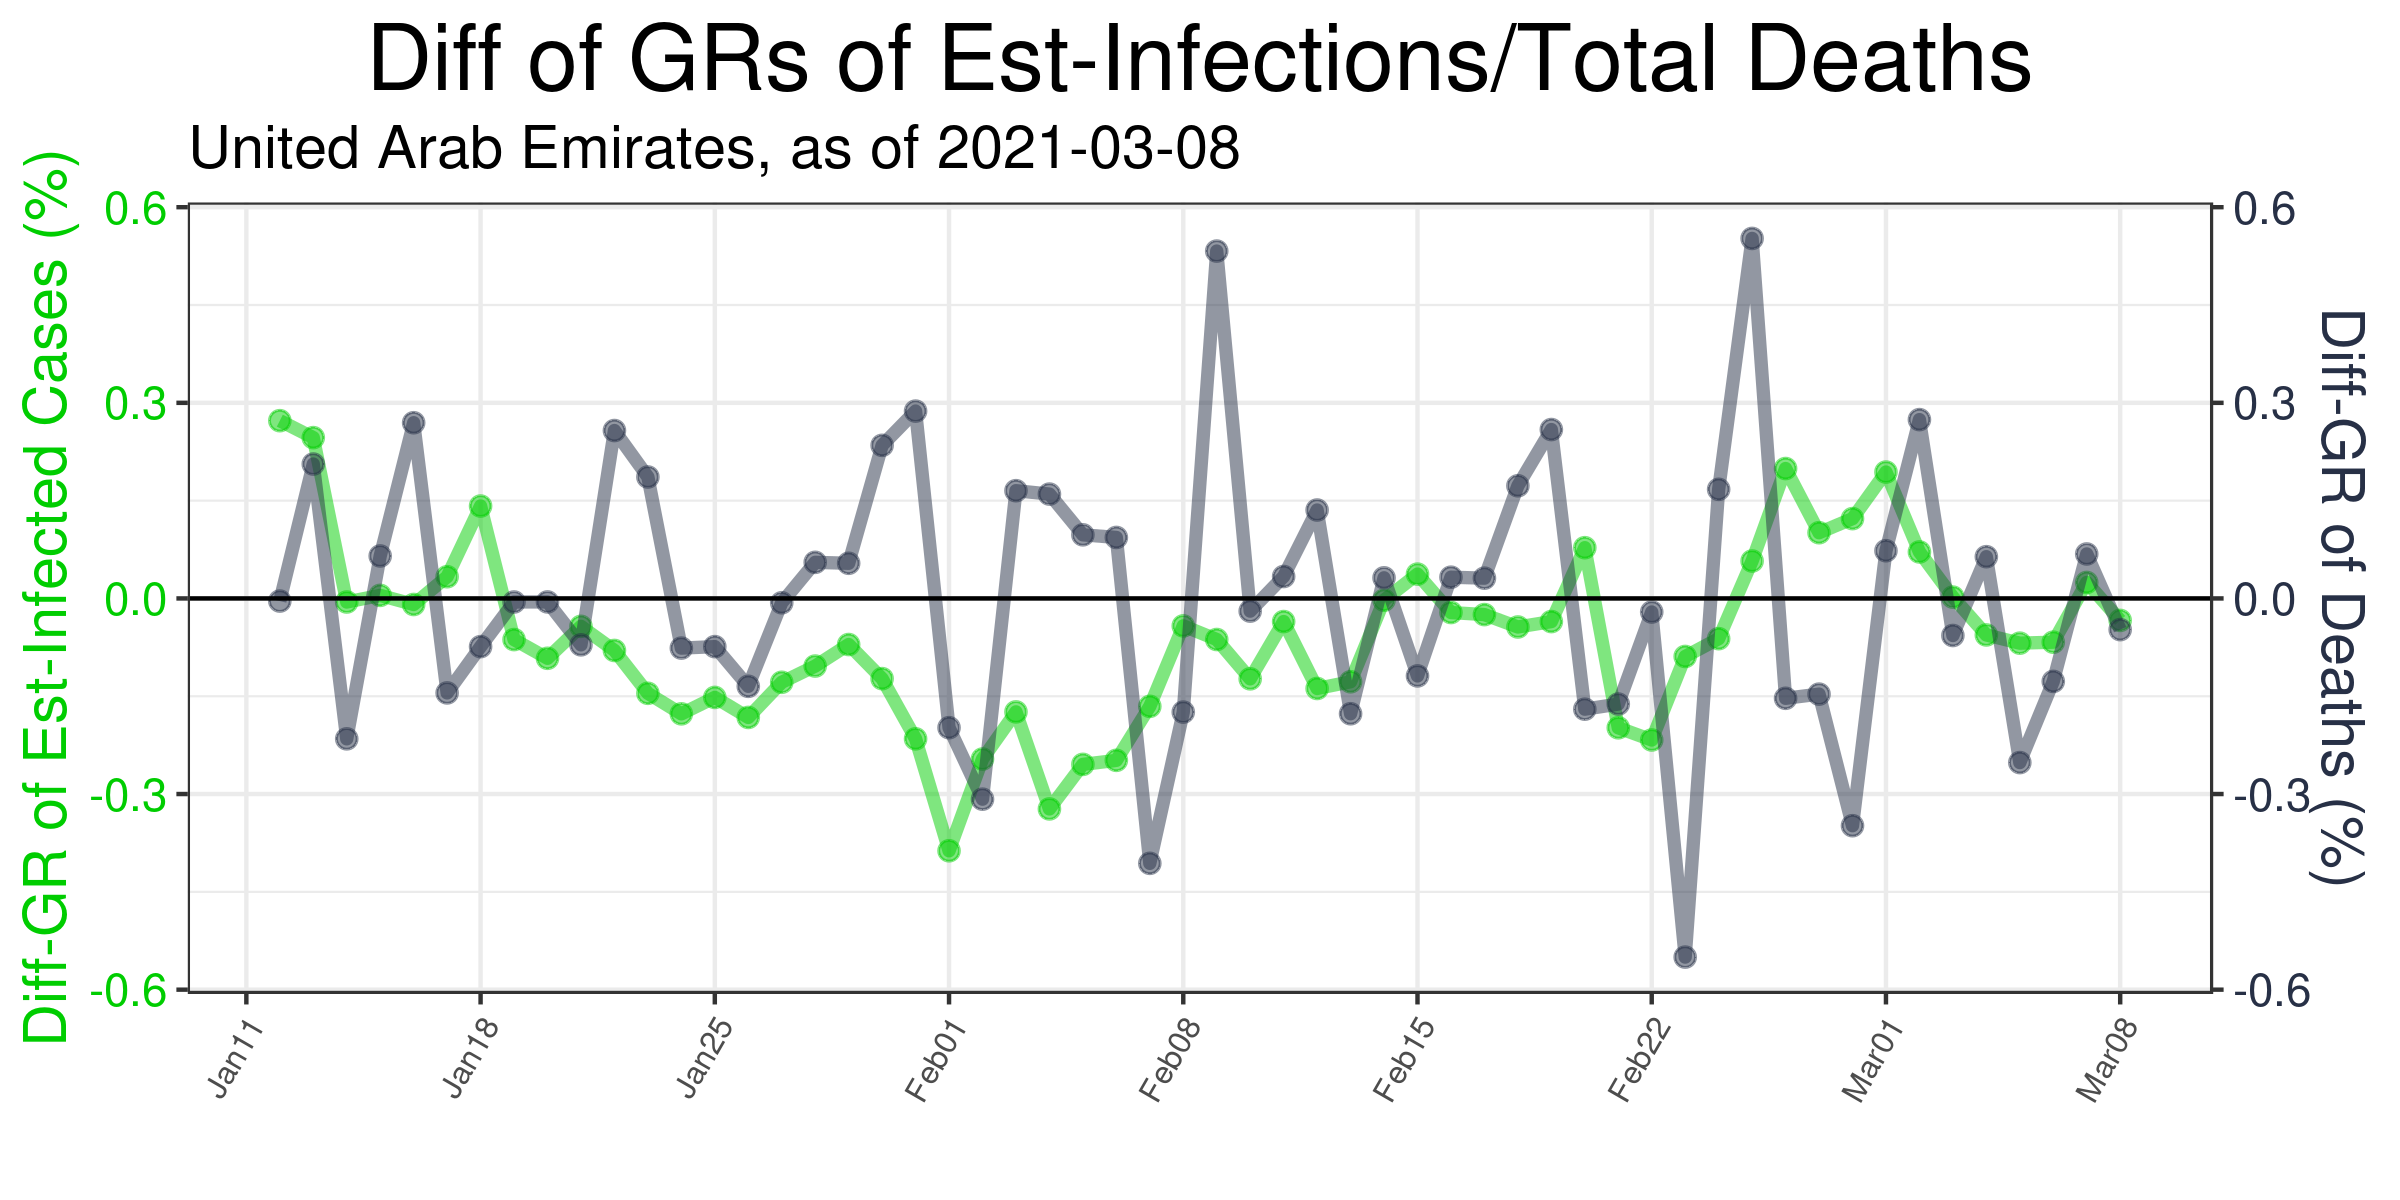 Diff of GRs of Est-Infections/Total Deaths
United Arab Emirates, as of 2021-03-08
Diff-GR of Est-Infected Cases (%)
0.6
0.3
0.0
-0.3
-0.6
0.6
0.3
0.0
-0.3
-0.6
Diff-GR of Deaths (%)
Jan11
Jan18
Jan25
Feb01
Feb08
Feb15
Feb22
Mar01
Mar08